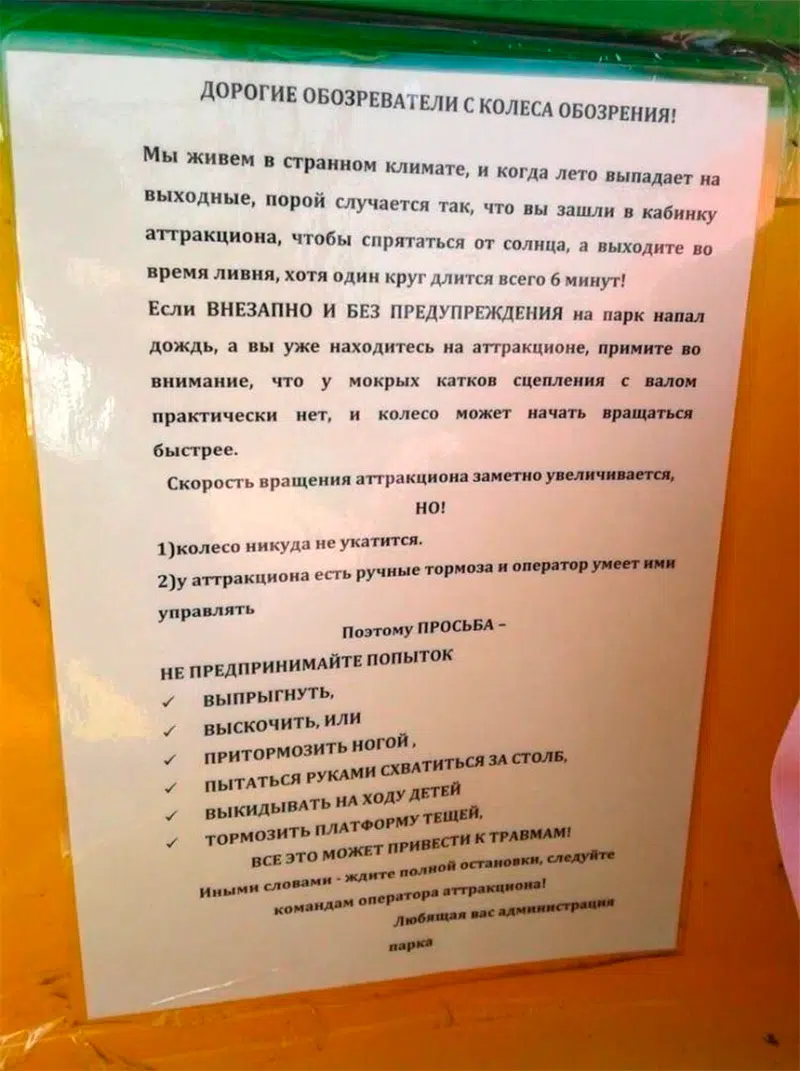 ДОРОГИЕ ОБОЗРЕВАТЕЛИ С КОЛЕСА ОБОЗРЕНИЯ!
Мы живем в странном климате, и когда лето выпадает на
выходные, порой случается так, что вы зашли в кабинку
аттракциона, чтобы спрятаться от солнца, а выходите во
время ливня, хотя один круг длится всего 6 минут!
Если ВНЕЗАПНО И БЕЗ ПРЕДУПРЕЖДЕНИЯ на парк напал
дождь, а вы уже находитесь на аттракционе, примите во
внимание, что у мокрых катков сцепления с валом
практически нет, и колесо может начать вращаться
быстрее.
Скорость вращения аттракциона заметно увеличивается,
НО!
1)колесо никуда не укатится.
2)у аттракциона есть ручные тормоза и оператор умеет ими
управлять
Поэтому ПРОСЬБА –
НЕ ПРЕДПРИНИМАЙТЕ ПОПЫТОК
✓ ВЫПРЫГНУТЬ,
✓ ВЫСКОЧИТЬ, ИЛИ
✓ ПРИТОРМОЗИТЬ НОГОЙ ,
✓ ПЫТАТЬСЯ РУКАМИ СХВАТИТЬСЯ ЗА СТОЛБ,
✓ ВЫКИДЫВАТЬ НА ХОДУ ДЕТЕЙ
✓ ТОРМОЗИТЬ ПЛАТФОРМУ ТЕЩЕЙ,
ВСЕ ЭТО МОЖЕТ ПРИВЕСТИ К ТРАВМАМ!
Иными словами - ждите полной остановки, следуйте
командам оператора аттракциона!
Любящая вас администрация
парка